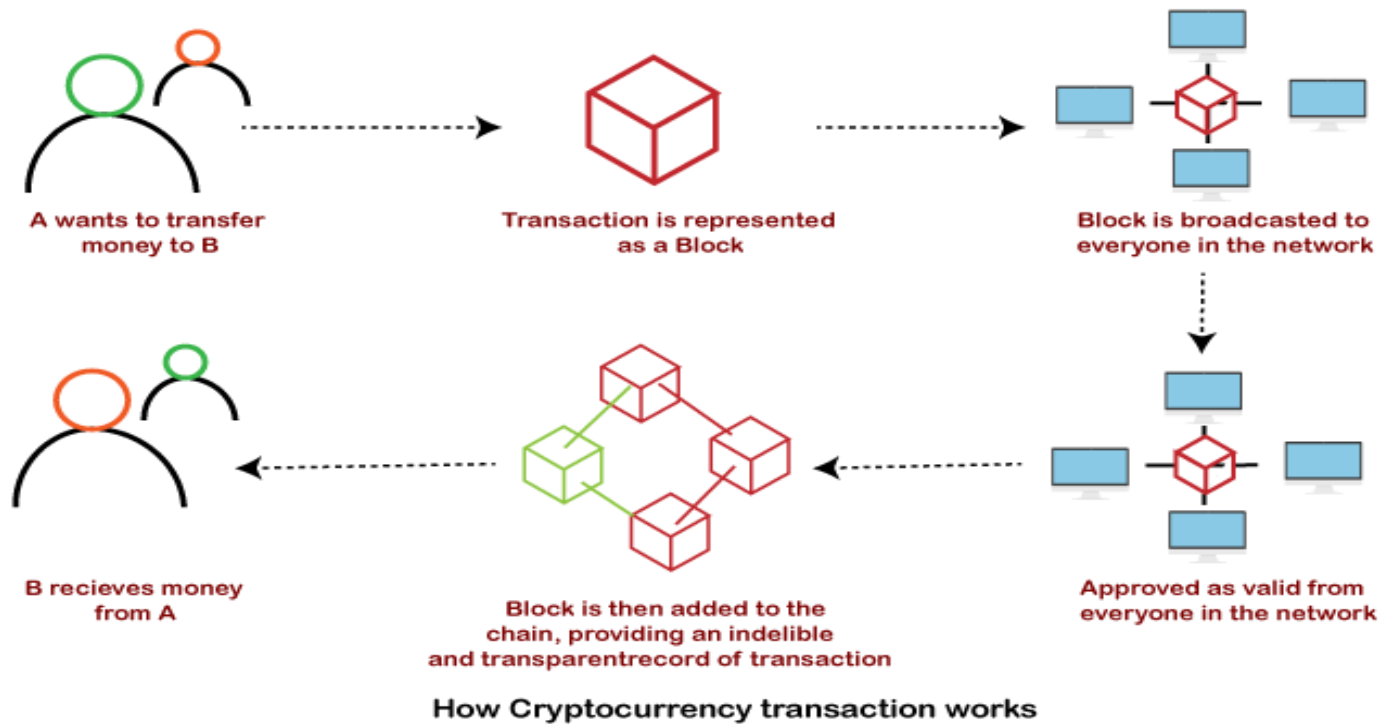 A wants to transfer
money to B
Transaction is represented
as a Block
Block is broadcasted to
everyone in the network
Approved as valid from
everyone in the network
Block is then added to the
chain, providing an indelible
and transparentrecord of transaction
B recieves money
from A
How Cryptocurrency transaction works